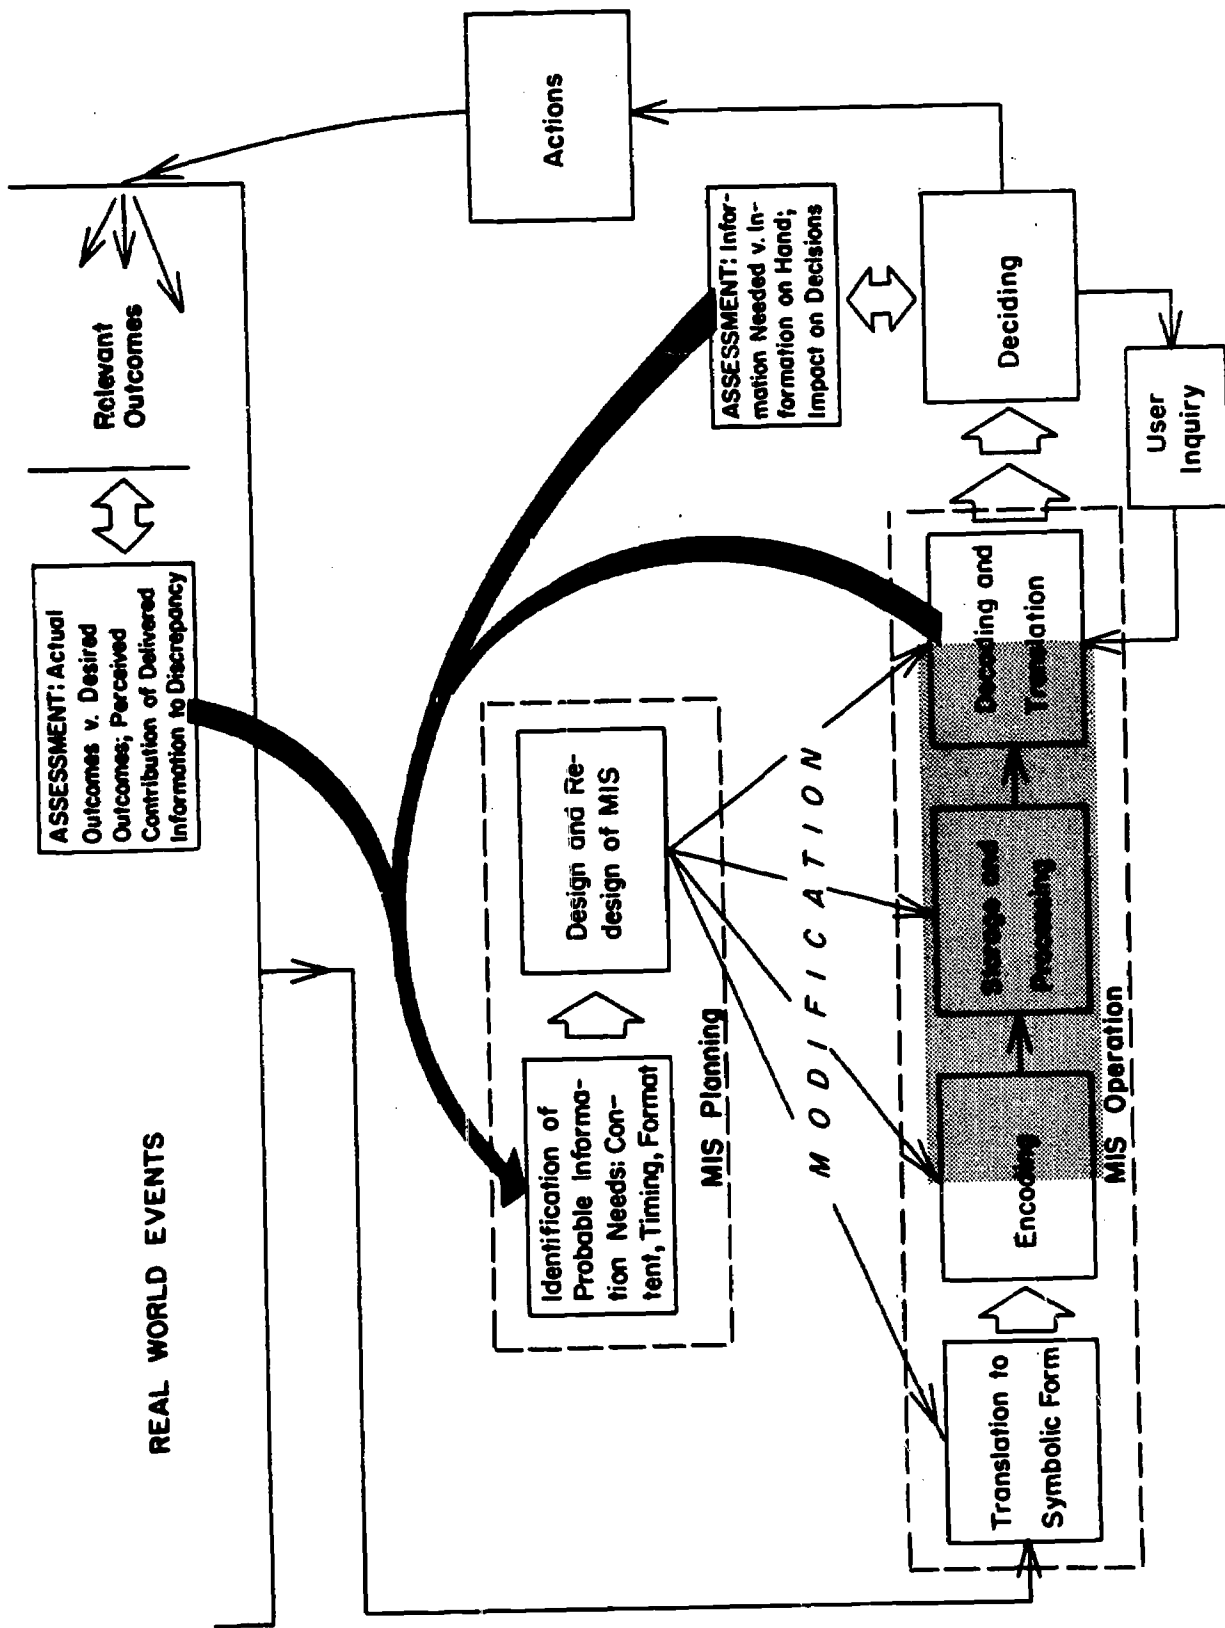 REAL WORLD EVENTS
ASSESSMENT: Actual
Outcomes v. Desired
Outcomes; Perceived
Contribution of Delivered
Information to Discrepancy
Relevant
Outcomes
Identification of
Probable Informa-
tion Needs: Con-
tent, Timing, Format
Design and Re-
design of MIS
MIS Planning
ASSESSMENT: Infor-
mation Needed v. In-
formation on Hand;
Impact on Decisions
Actions
MODIFICATION
Translation to
Symbolic Form
Encoding
Storage and
Processing
Decoding and
Translation
MIS Operation
Deciding
User
Inquiry